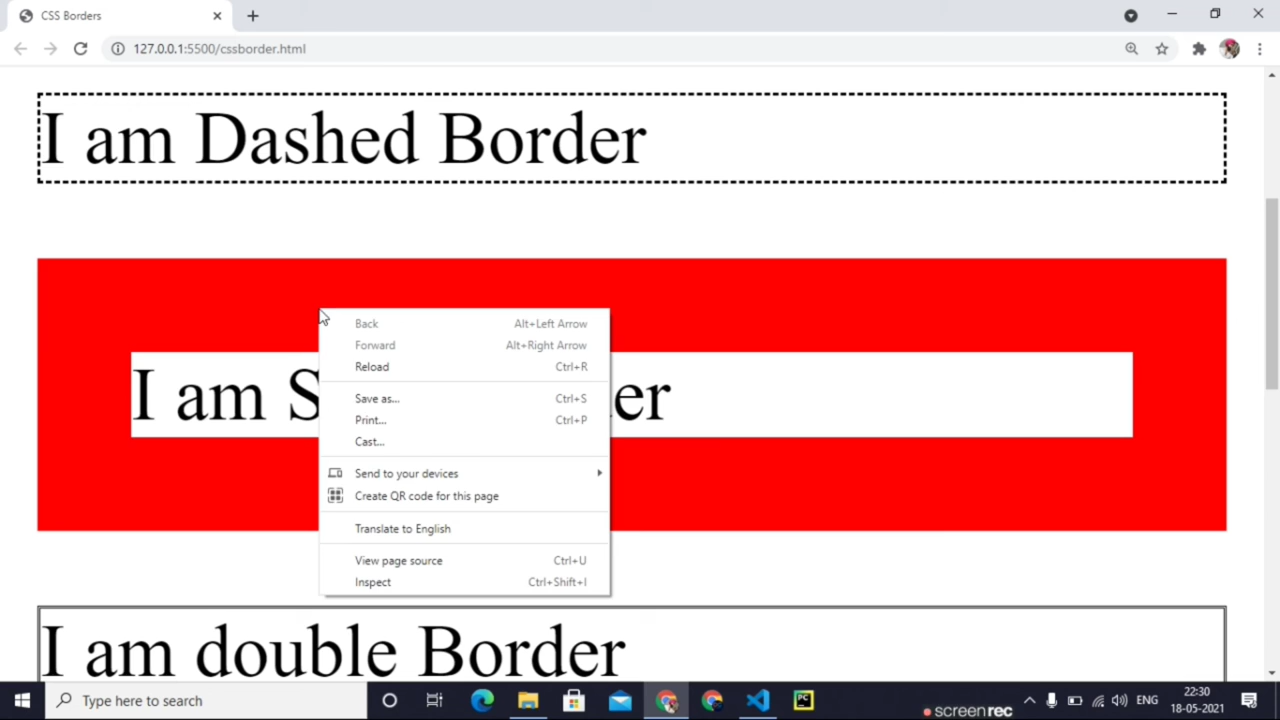 CSS Borders
127.0.0.1:5500/cssborder.html
I am Dashed Border
Back Alt+Left Arrow
Forward Alt+Right Arrow
Reload Ctrl+R
I am S er
Save as... Ctrl+S
Print... Ctrl+P
Cast...
Send to your devices
Create QR code for this page
Translate to English
View page source Ctrl+U
Inspect Ctrl+Shift+I
I am double Border
Type here to search
PC
ENG
22:30
18-05-2021
screenrec